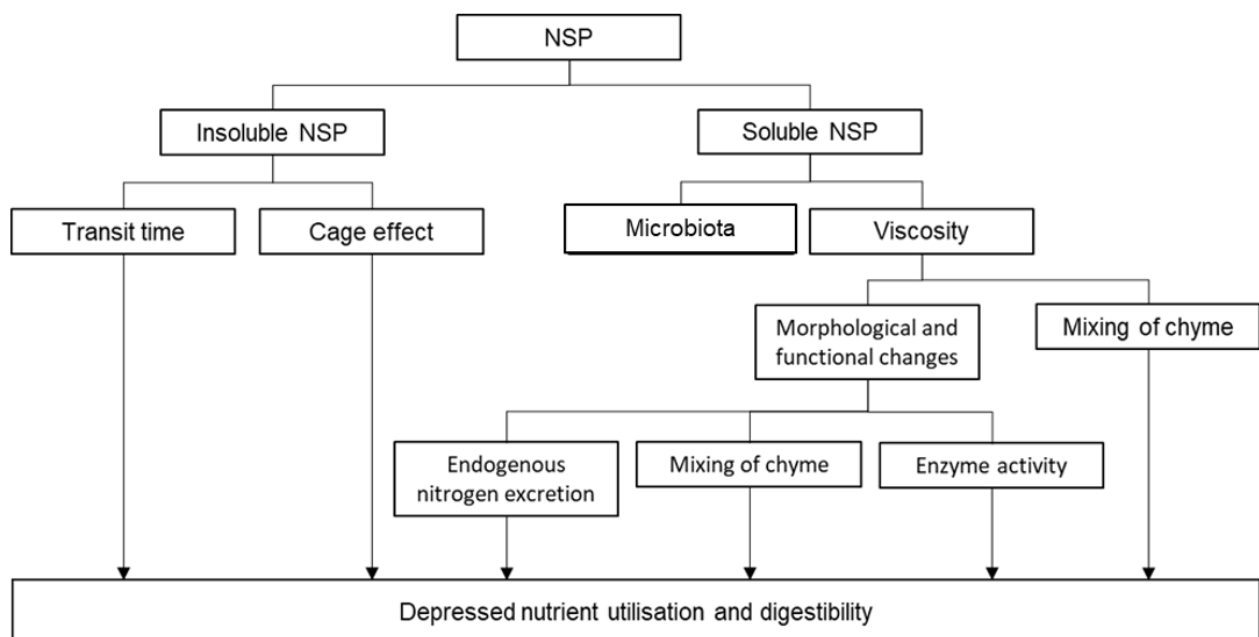 NSP
Insoluble NSP
Soluble NSP
Transit time
Cage effect
Microbiota
Viscosity
Morphological and
functional changes
Mixing of chyme
Endogenous
nitrogen excretion
Mixing of chyme
Enzyme activity
Depressed nutrient utilisation and digestibility